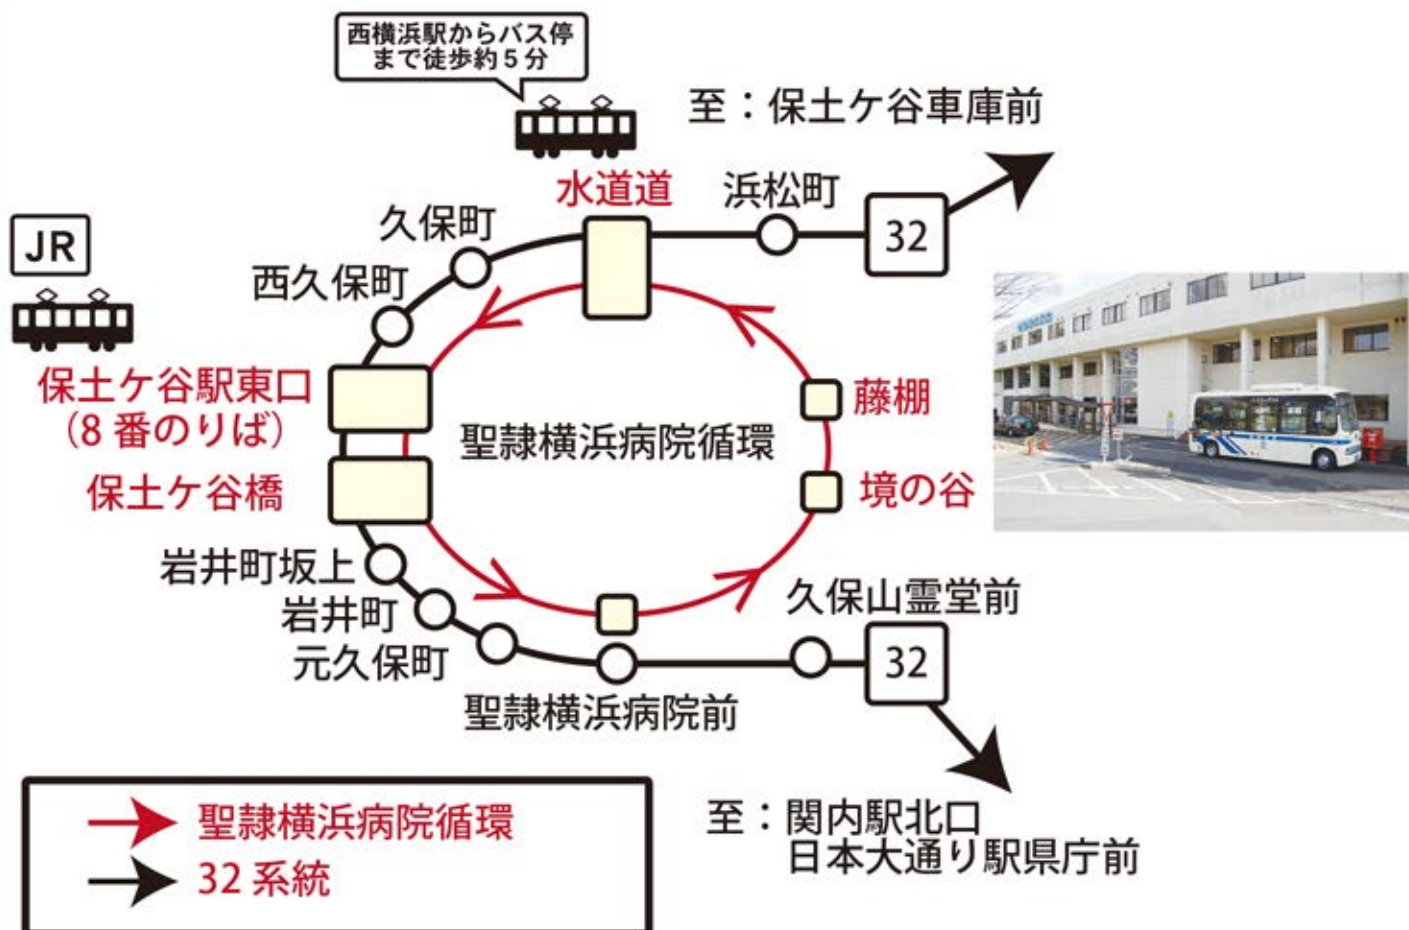 西横浜駅からバス停
まで徒歩約5分
至：保土ケ谷車庫前
水道道
浜松町
32
久保町
JR
西久保町
保土ケ谷駅東口
（8番のりば）
藤棚
聖隷横浜病院循環
保土ケ谷橋
境の谷
岩井町坂上
久保山霊堂前
岩井町
元久保町
32
聖隷横浜病院前
至：関内駅北口
日本大通り駅県庁前
聖隷横浜病院循環
32系統